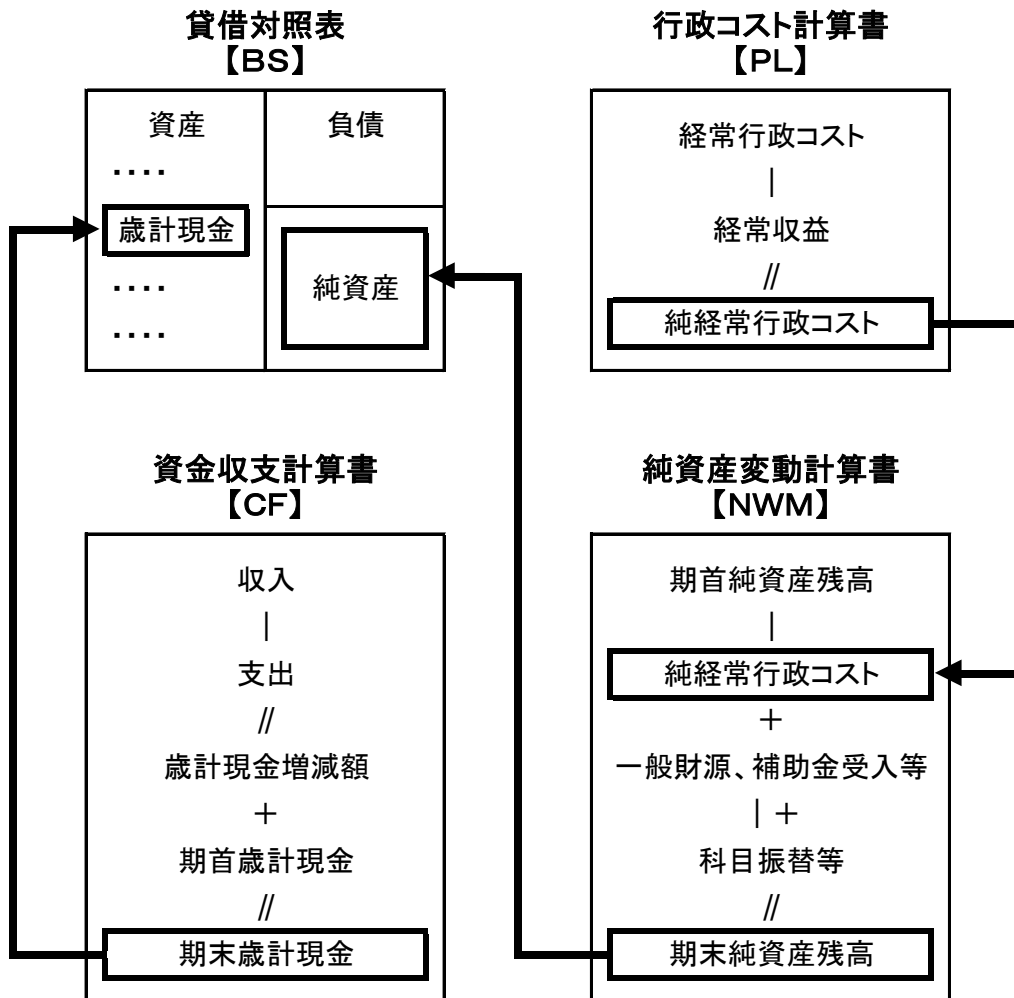 貸借対照表
【BS】
資産
‥‥
歳計現金
‥‥
‥‥
負債
純資産
行政コスト計算書
【PL】
経常行政コスト
|
経常収益
//
純経常行政コスト
資金収支計算書
【CF】
収入
|
支出
//
歳計現金増減額
+
期首歳計現金
//
期末歳計現金
純資産変動計算書
【NWM】
期首純資産残高
|
純経常行政コスト
+
一般財源、補助金受入等
| +
科目振替等
//
期末純資産残高